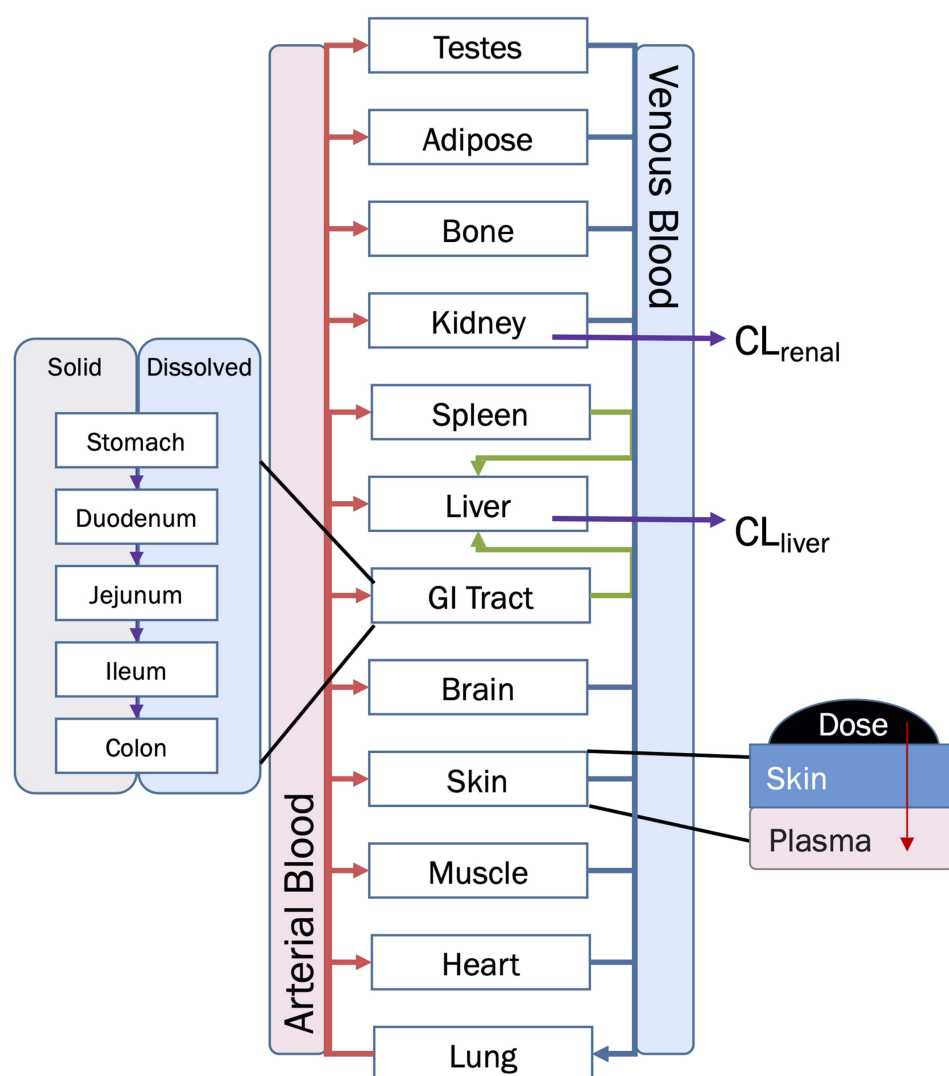 Testes
Adipose
Bone
Kidney
Spleen
Liver
GI Tract
Brain
Skin
Muscle
Heart
Lung
Arterial Blood
Venous Blood
CLrenal
CLliver
Solid
Dissolved
Stomach
Duodenum
Jejunum
Ileum
Colon
Dose
Skin
Plasma